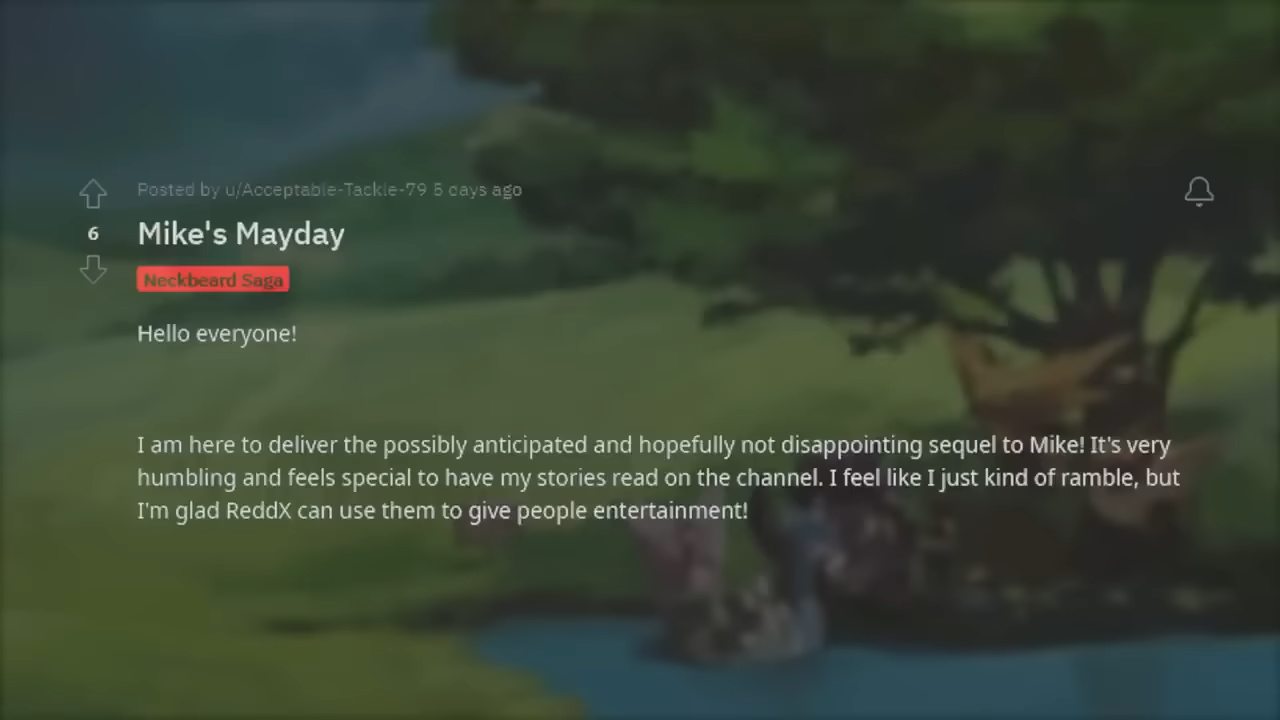 Posted by u/Acceptable-Tackle-79 5 days ago
6
Mike's Mayday
Neckbeard Saga
Hello everyone!
I am here to deliver the possibly anticipated and hopefully not disappointing sequel to Mike! It's very
humbling and feels special to have my stories read on the channel. I feel like I just kind of ramble, but
I'm glad ReddX can use them to give people entertainment!